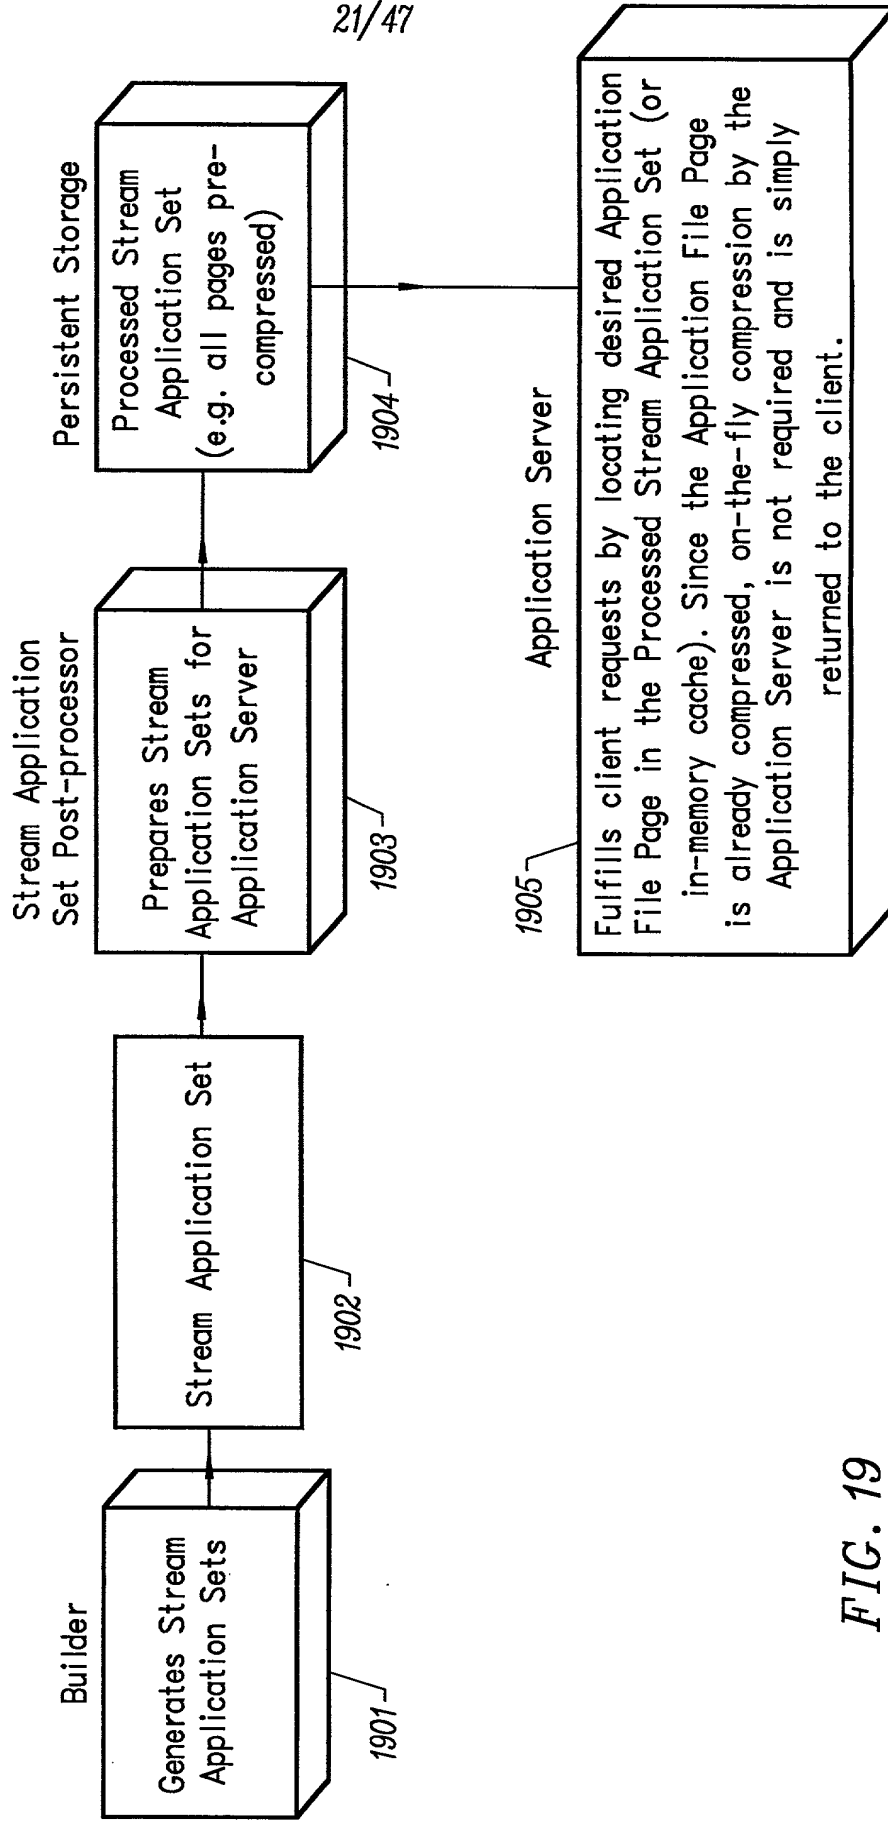 21/47
Builder
Generates Stream
Application Sets
1901
Stream Application Set
1902
Stream Application
Set Post-processor
Prepares Stream
Application Sets for
Application Server
1903
Persistent Storage
Processed Stream
Application Set
(e.g. all pages pre-
compressed)
1904
Application Server
1905
Fulfills client requests by locating desired Application
File Page in the Processed Stream Application Set (or
in-memory cache). Since the Application File Page
is already compressed, on-the-fly compression by the
Application Server is not required and is simply
returned to the client.
FIG. 19